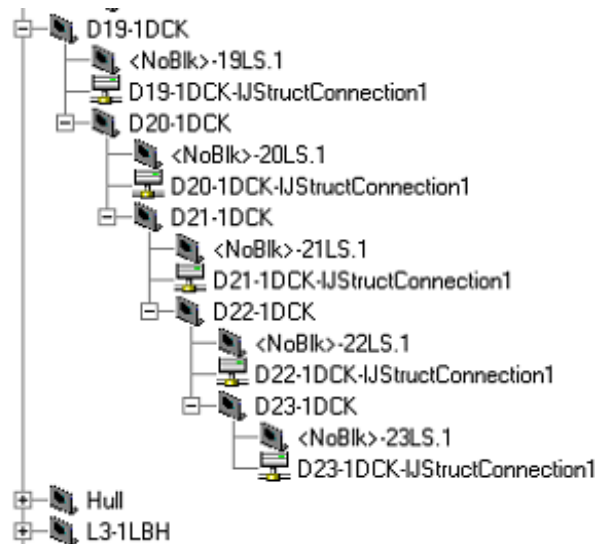 D19-1DCK
<NoBlk>-19LS.1
D19-1DCK-IJStructConnection1
D20-1DCK
<NoBlk>-20LS.1
D20-1DCK-IJStructConnection1
D21-1DCK
<NoBlk>-21LS.1
D21-1DCK-IJStructConnection1
D22-1DCK
<NoBlk>-22LS.1
D22-1DCK-IJStructConnection1
D23-1DCK
<NoBlk>-23LS.1
D23-1DCK-IJStructConnection1
Hull
L3-1LBH